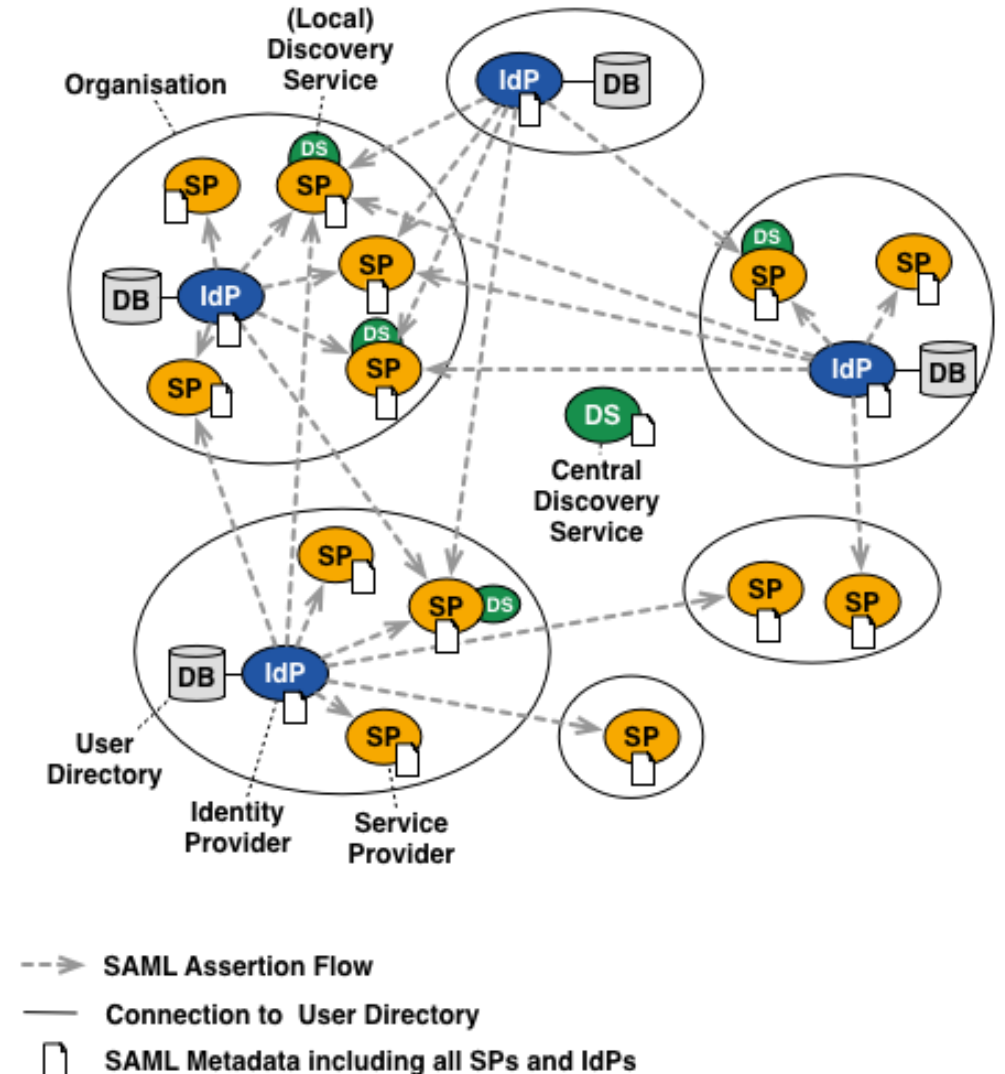 (Local)
Discovery
Service
Organisation
IdP
DB
DS
SP
SP
DS
SP
SP
SP
DB
IdP
DS
SP
SP
IdP
DB
DS
Central
Discovery
Service
SP
SP
DS
SP
SP
DB
IdP
SP
SP
User
Directory
Identity
Provider
Service
Provider
SAML Assertion Flow
Connection to User Directory
SAML Metadata including all SPs and IdPs